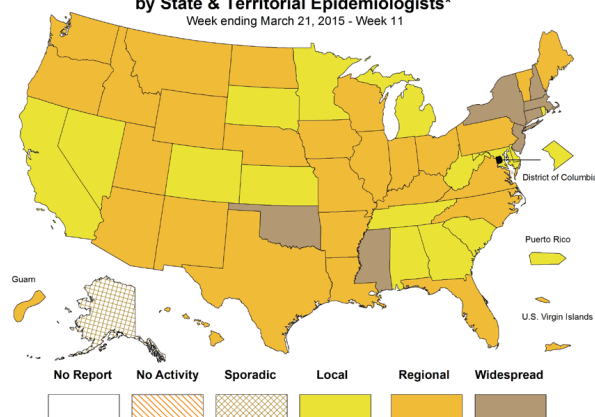 by State & Territorial Epidemiologists*
Week ending March 21, 2015 - Week 11
District of Columbia
Puerto Rico
Guam
U.S. Virgin Islands
No Report No Activity Sporadic Local Regional Widespread